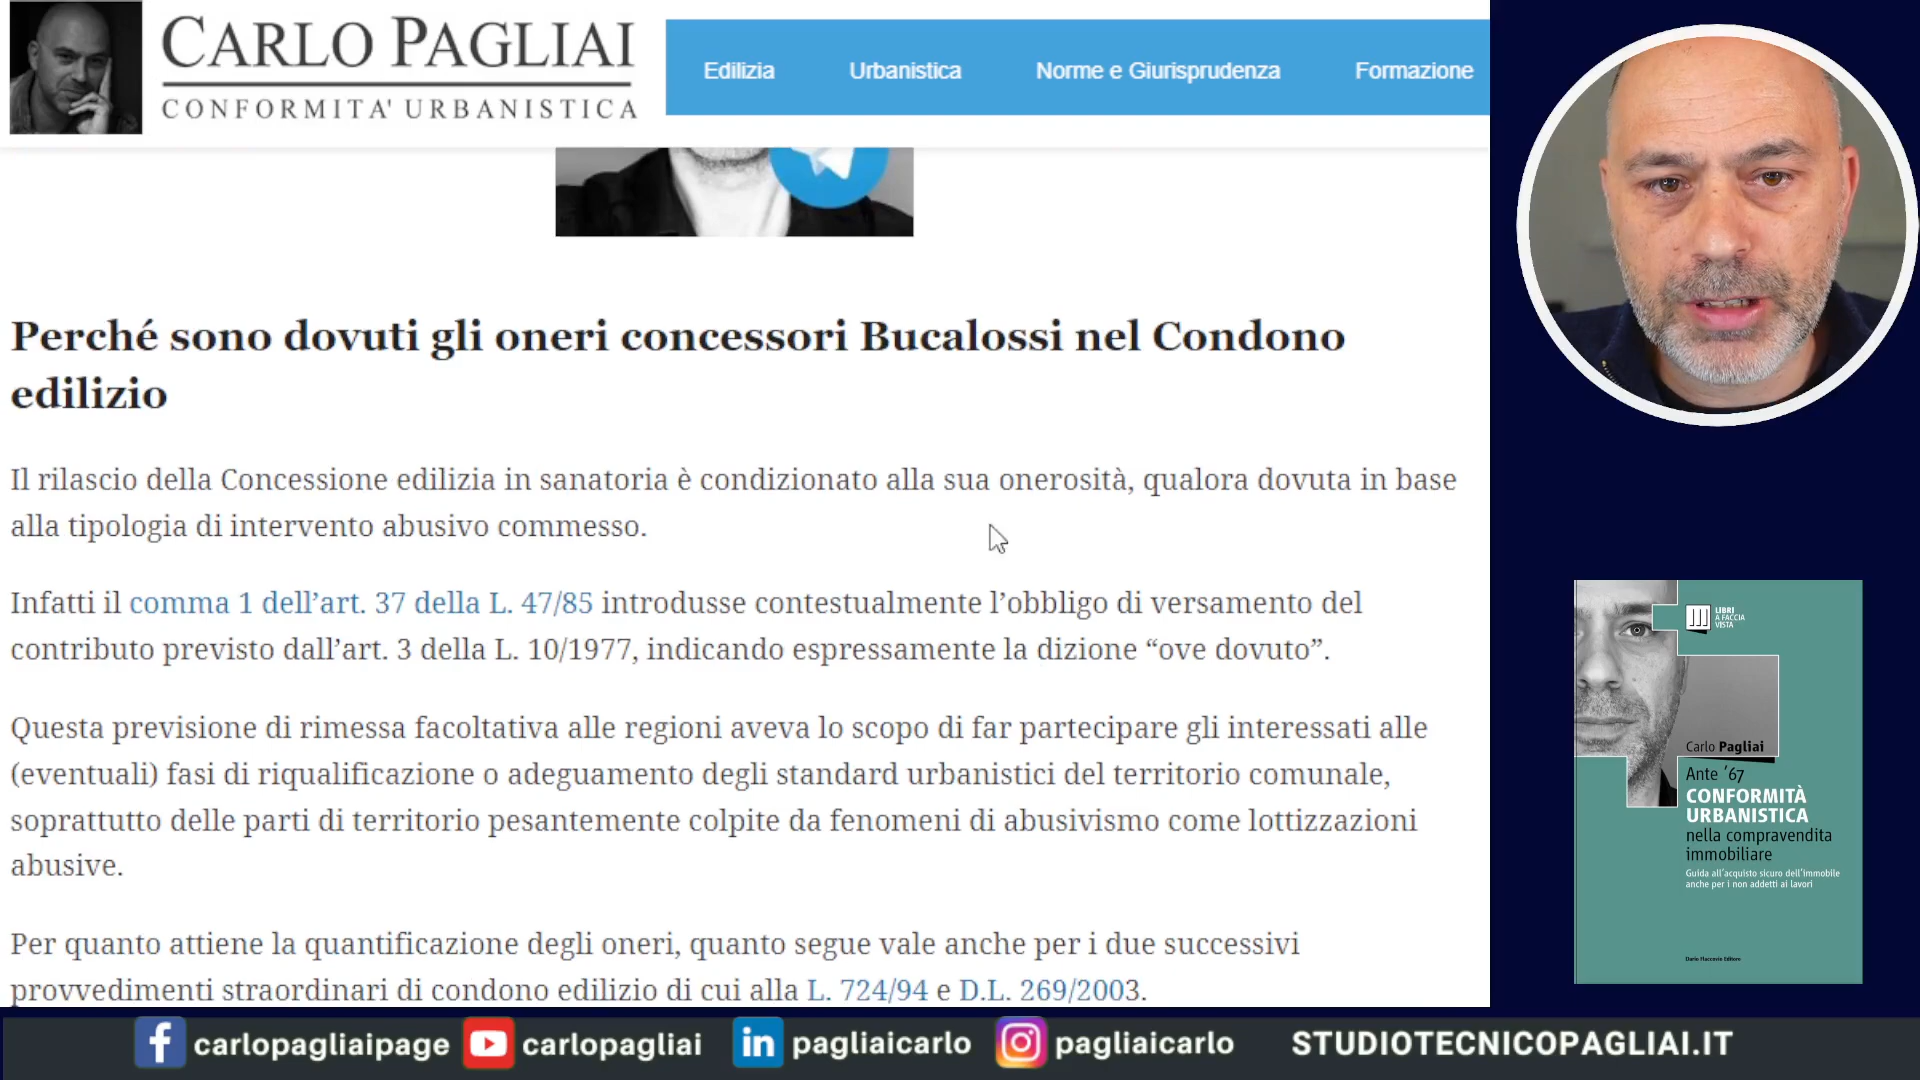 CARLO PAGLIAI
CONFORMITA' URBANISTICA
Edilizia
Urbanistica
Norme e Giurisprudenza
Formazione
Perché sono dovuti gli oneri concessori Bucalossi nel Condono
edilizio
Il rilascio della Concessione edilizia in sanatoria è condizionato alla sua onerosità, qualora dovuta in base
alla tipologia di intervento abusivo commesso.
Infatti il comma 1 dell’art. 37 della L. 47/85 introdusse contestualmente l’obbligo di versamento del
contributo previsto dall’art. 3 della L. 10/1977, indicando espressamente la dizione “ove dovuto”.
Questa previsione di rimessa facoltativa alle regioni aveva lo scopo di far partecipare gli interessati alle
(eventuali) fasi di riqualificazione o adeguamento degli standard urbanistici del territorio comunale,
soprattutto delle parti di territorio pesantemente colpite da fenomeni di abusivismo come lottizzazioni
abusive.
Per quanto attiene la quantificazione degli oneri, quanto segue vale anche per i due successivi
provvedimenti straordinari di condono edilizio di cui alla L. 724/94 e D.L. 269/2003.
LIBRI
A FACCIA
VISTA
Carlo Pagliai
Ante ’67
CONFORMITÀ
URBANISTICA
nella compravendita
immobiliare
Guida all'acquisto sicuro dell'immobile
anche per i non addetti ai lavori
Dario Flaccovio Editore
carlopagliaipage
carlopagliai
in
pagliaicarlo
pagliaicarlo
STUDIOTECNICOPAGLIAI.IT